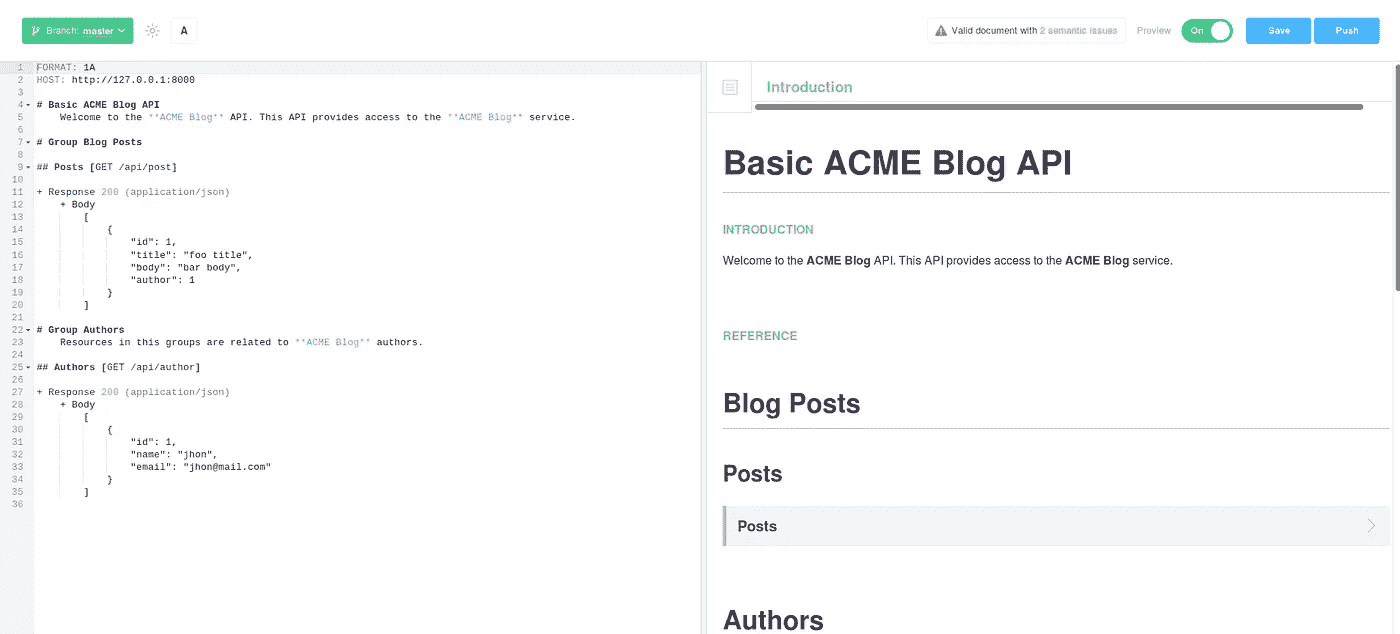 Branch: master
A
Valid document with 2 semantic issues
Preview
On
Save
Push
1 FORMAT: 1A
2 HOST: http://127.0.0.1:8000
3
4 # Basic ACME Blog API
5 Welcome to the **ACME Blog** API. This API provides access to the **ACME Blog** service.
6
7 # Group Blog Posts
8
9 ## Posts [GET /api/post]
10
11 + Response 200 (application/json)
12 + Body
13 [
14 {
15 "id": 1,
16 "title": "foo title",
17 "body": "bar body",
18 "author": 1
19 }
20 ]
21
22 # Group Authors
23 Resources in this groups are related to **ACME Blog** authors.
24
25 ## Authors [GET /api/author]
26
27 + Response 200 (application/json)
28 + Body
29 [
30 {
31 "id": 1,
32 "name": "jhon",
33 "email": "jhon@mail.com"
34 }
35 ]
36
Introduction
Basic ACME Blog API
INTRODUCTION
Welcome to the ACME Blog API. This API provides access to the ACME Blog service.
REFERENCE
Blog Posts
Posts
Posts
Authors